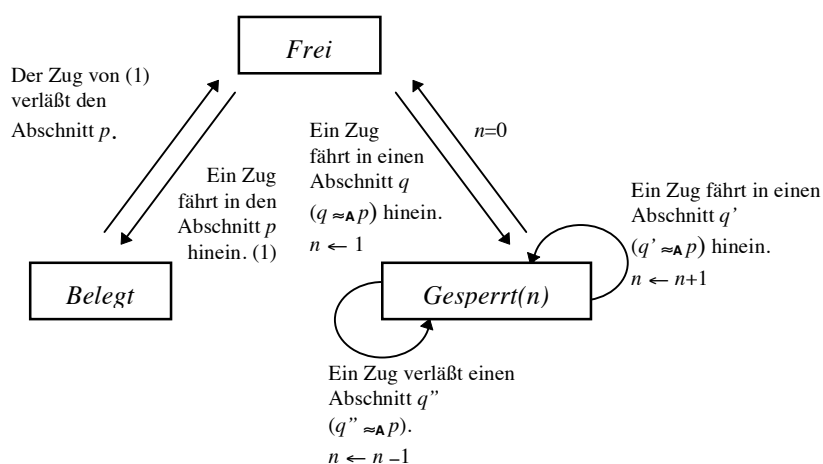 Frei
Der Zug von (1)
verläßt den
Abschnitt p.
Ein Zug
fährt in den
Abschnitt p
hinein. (1)
Ein Zug
fährt in einen
Abschnitt q
(q ≈A p) hinein.
n ← 1
n=0
Ein Zug fährt in einen
Abschnitt q’
(q’ ≈A p) hinein.
n ← n+1
Belegt
Gesperrt(n)
Ein Zug verläßt einen
Abschnitt q”
(q” ≈A p).
n ← n –1